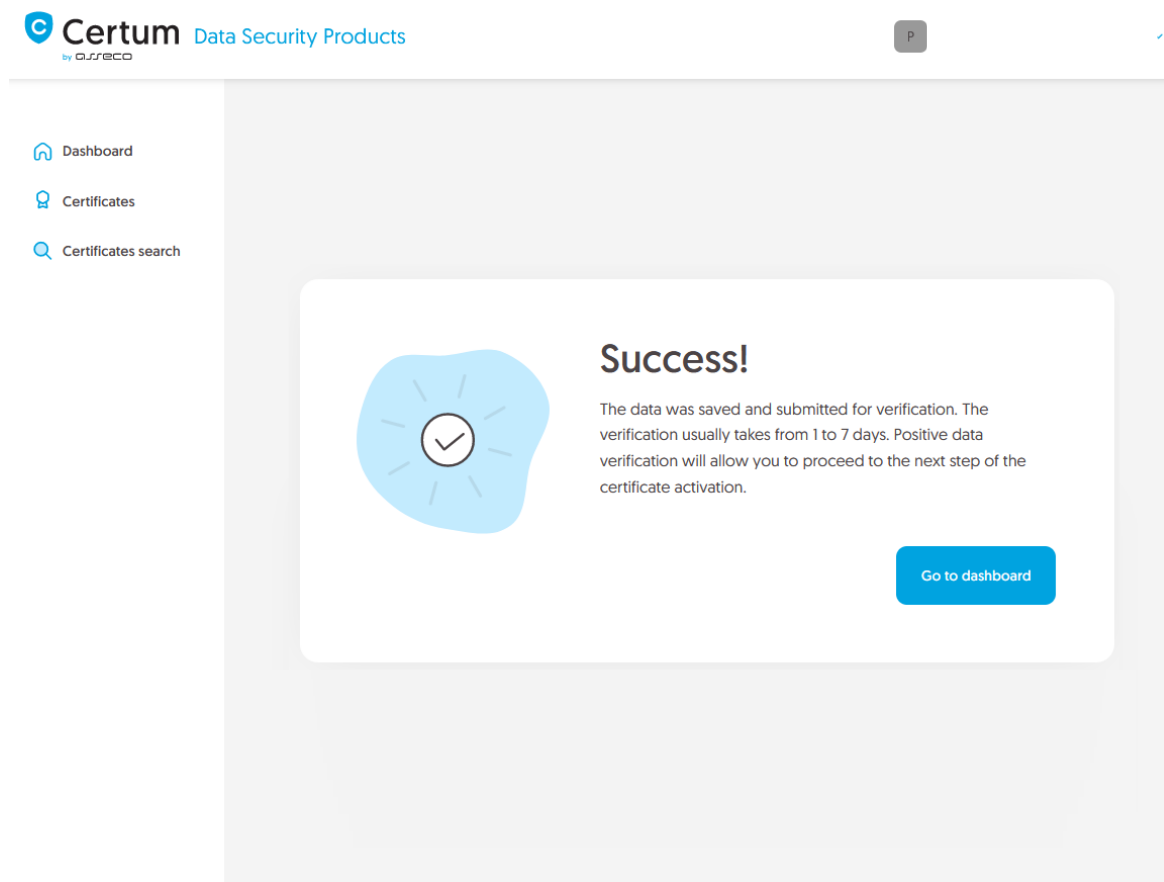 Certum Data Security Products
by asseco
P
Dashboard
Certificates
Certificates search
Success!
The data was saved and submitted for verification. The
verification usually takes from 1 to 7 days. Positive data
verification will allow you to proceed to the next step of the
certificate activation.
Go to dashboard